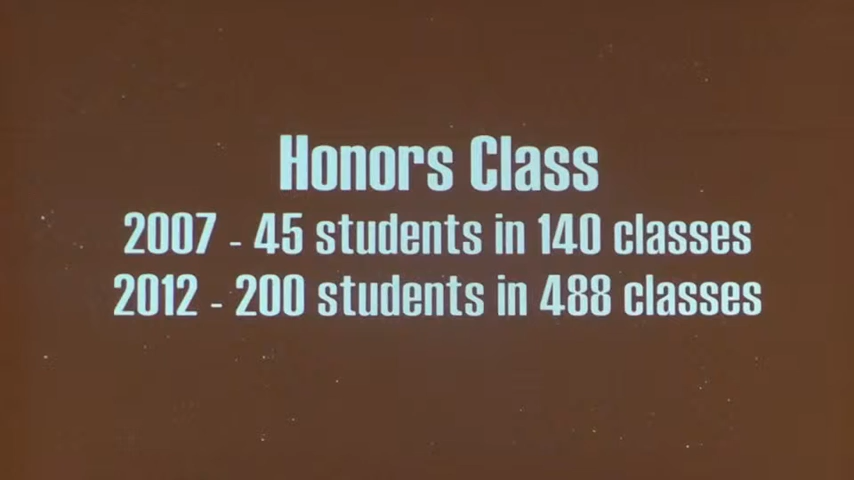 Honors Class
2007 - 45 students in 140 classes
2012 - 200 students in 488 classes